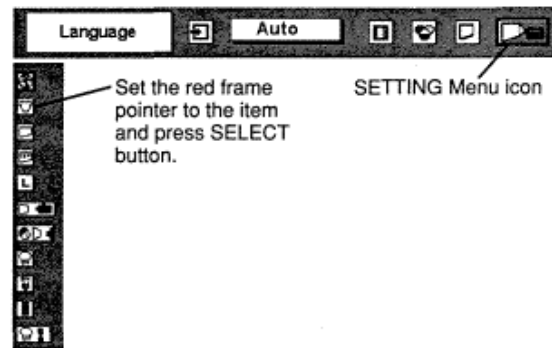 Language
Auto
Set the red frame
pointer to the item
and press SELECT
button.
SETTING Menu icon
L